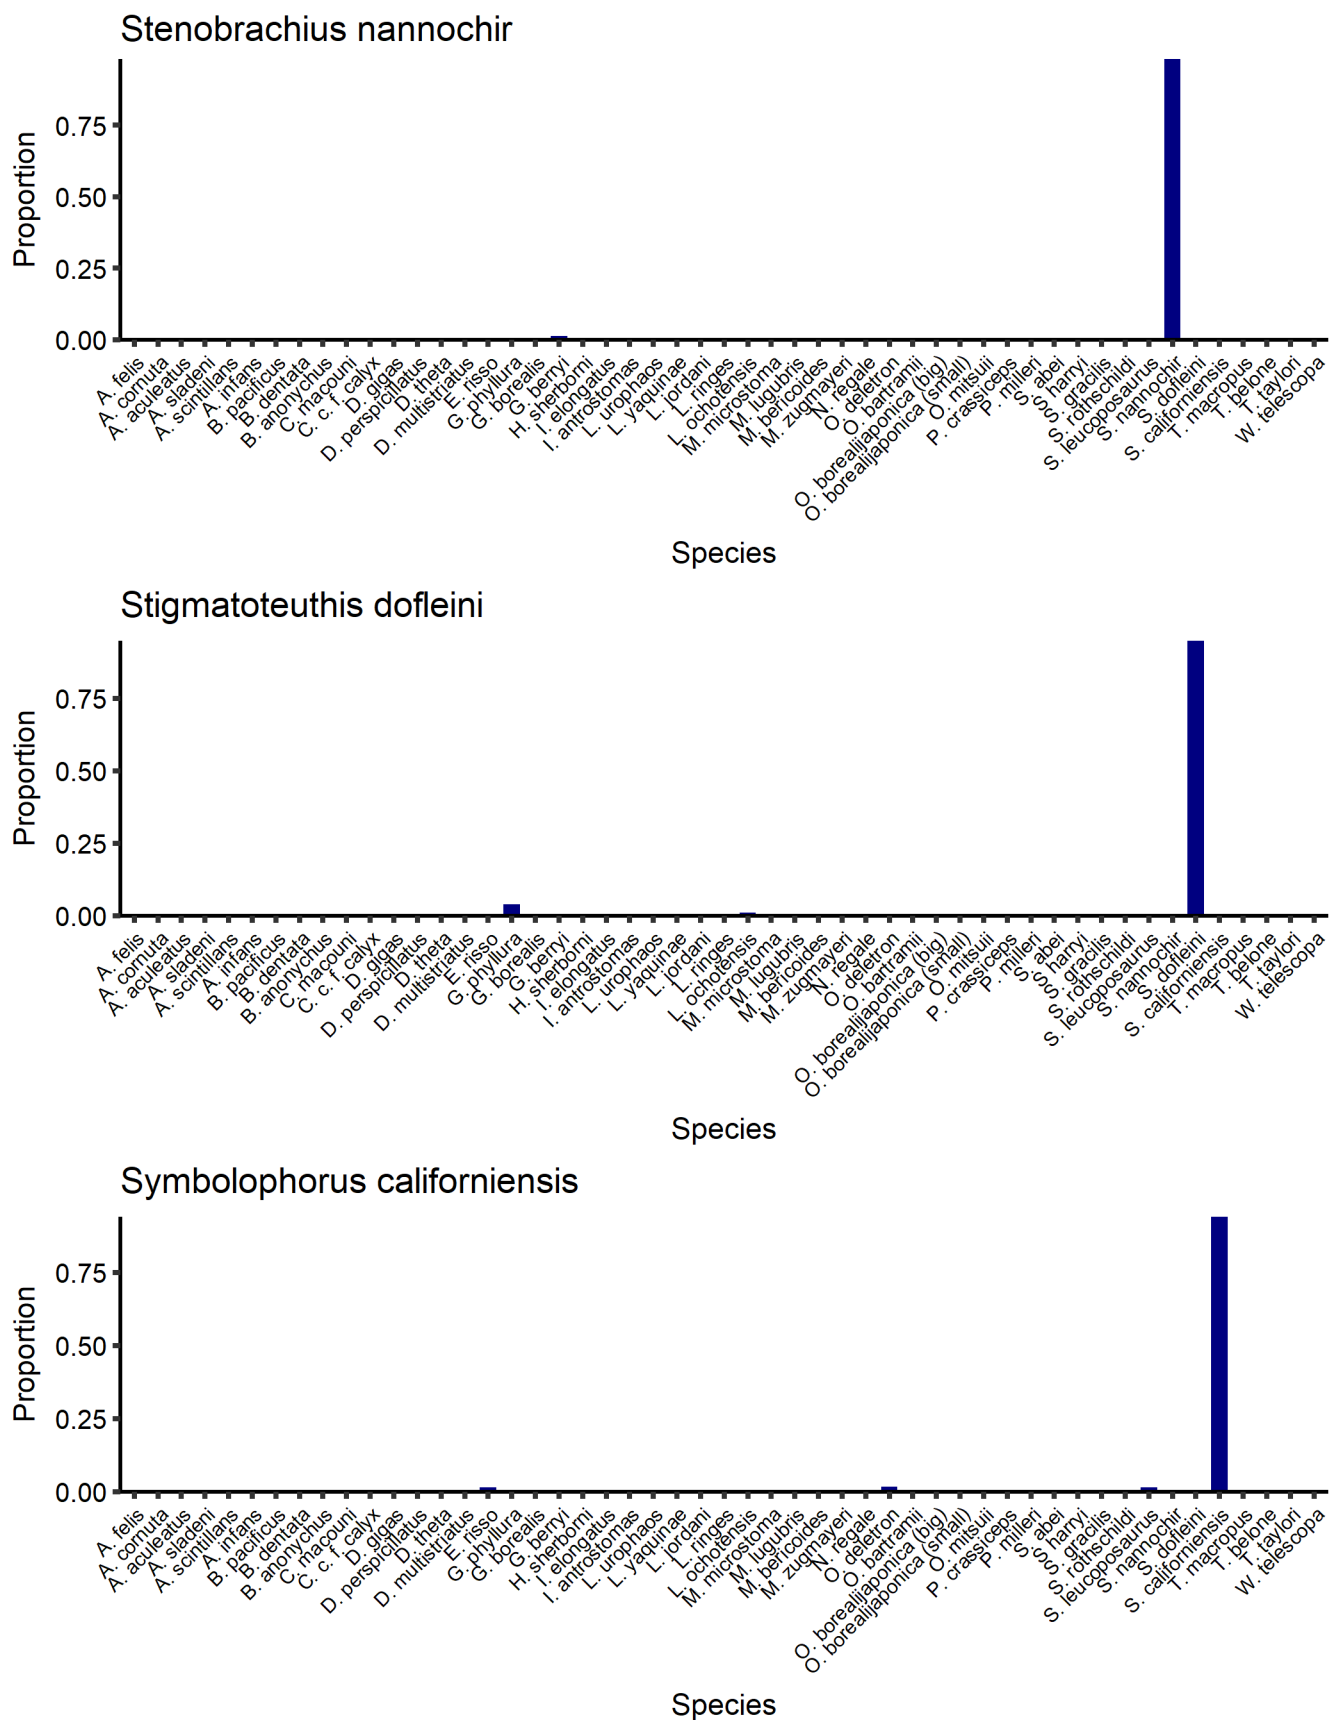 Stenobrachius nannochir
Proportion
0.75
0.50
0.25
0.00
A. felis
A. cornuta
A. aculeatus
A. sladeni
A. scintillans
A. infans
B. pacificus
B. dentata
B. anonychus
C. macouni
C. c. f. calyx
D. gigas
D. perspicillatus
D. theta
D. multistriatus
E. risso
G. phyllura
G. borealis
G. berryi
H. sherborni
I. elongatus
I. antrostomas
L. urophaos
L. yaquinae
L. jordani
L. ringes
L. ochotensis
M. microstoma
M. lugubris
M. bericoides
M. zugmayeri
N. regale
O. deletron
O. bartramii
O. borealijaponica (big)
O. borealijaponica (small)
O. mitsuii
P. crassiceps
P. milleri
S. abei
S. harryi
S. gracilis
S. rothschildi
S. leucoposaurus
S. nannochir
S. dofleini
S. californiensis
T. macropus
T. belone
T. taylori
W. telescopa
Species
Stigmatoteuthis dofleini
Proportion
0.75
0.50
0.25
0.00
A. felis
A. cornuta
A. aculeatus
A. sladeni
A. scintillans
A. infans
B. pacificus
B. dentata
B. anonychus
C. macouni
C. c. f. calyx
D. gigas
D. perspicillatus
D. theta
D. multistriatus
E. risso
G. phyllura
G. borealis
G. berryi
H. sherborni
I. elongatus
I. antrostomas
L. urophaos
L. yaquinae
L. jordani
L. ringes
L. ochotensis
M. microstoma
M. lugubris
M. bericoides
M. zugmayeri
N. regale
O. deletron
O. bartramii
O. borealijaponica (big)
O. borealijaponica (small)
O. mitsuii
P. crassiceps
P. milleri
S. abei
S. harryi
S. gracilis
S. rothschildi
S. leucoposaurus
S. nannochir
S. dofleini
S. californiensis
T. macropus
T. belone
T. taylori
W. telescopa
Species
Symbolophorus californiensis
Proportion
0.75
0.50
0.25
0.00
A. felis
A. cornuta
A. aculeatus
A. sladeni
A. scintillans
A. infans
B. pacificus
B. dentata
B. anonychus
C. macouni
C. c. f. calyx
D. gigas
D. perspicillatus
D. theta
D. multistriatus
E. risso
G. phyllura
G. borealis
G. berryi
H. sherborni
I. elongatus
I. antrostomas
L. urophaos
L. yaquinae
L. jordani
L. ringes
L. ochotensis
M. microstoma
M. lugubris
M. bericoides
M. zugmayeri
N. regale
O. deletron
O. bartramii
O. borealijaponica (big)
O. borealijaponica (small)
O. mitsuii
P. crassiceps
P. milleri
S. abei
S. harryi
S. gracilis
S. rothschildi
S. leucoposaurus
S. nannochir
S. dofleini
S. californiensis
T. macropus
T. belone
T. taylori
W. telescopa
Species